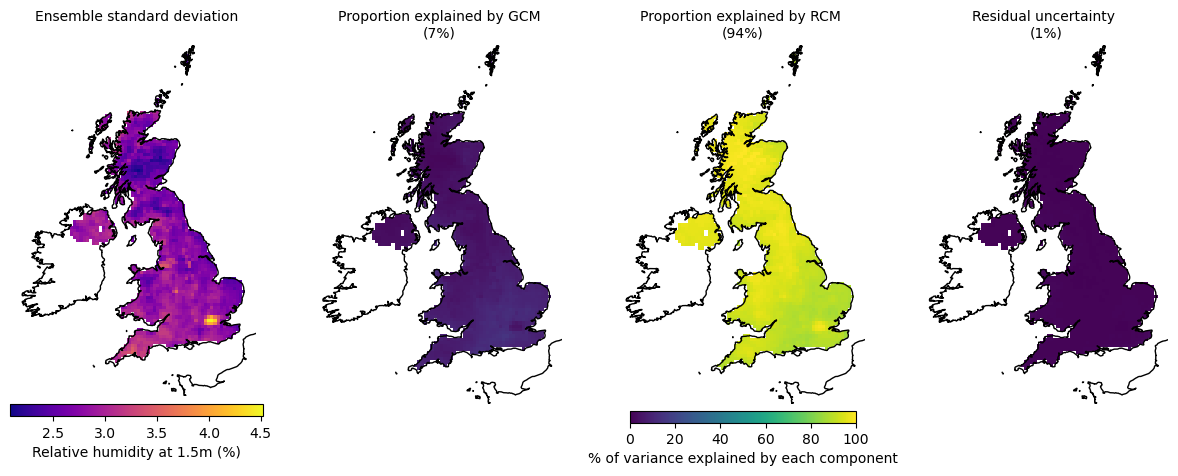 Ensemble standard deviation
Proportion explained by GCM
(7%)
Proportion explained by RCM
(94%)
Residual uncertainty
(1%)
2.5 3.0 3.5 4.0 4.5
Relative humidity at 1.5m (%)
0 20 40 60 80 100
% of variance explained by each component